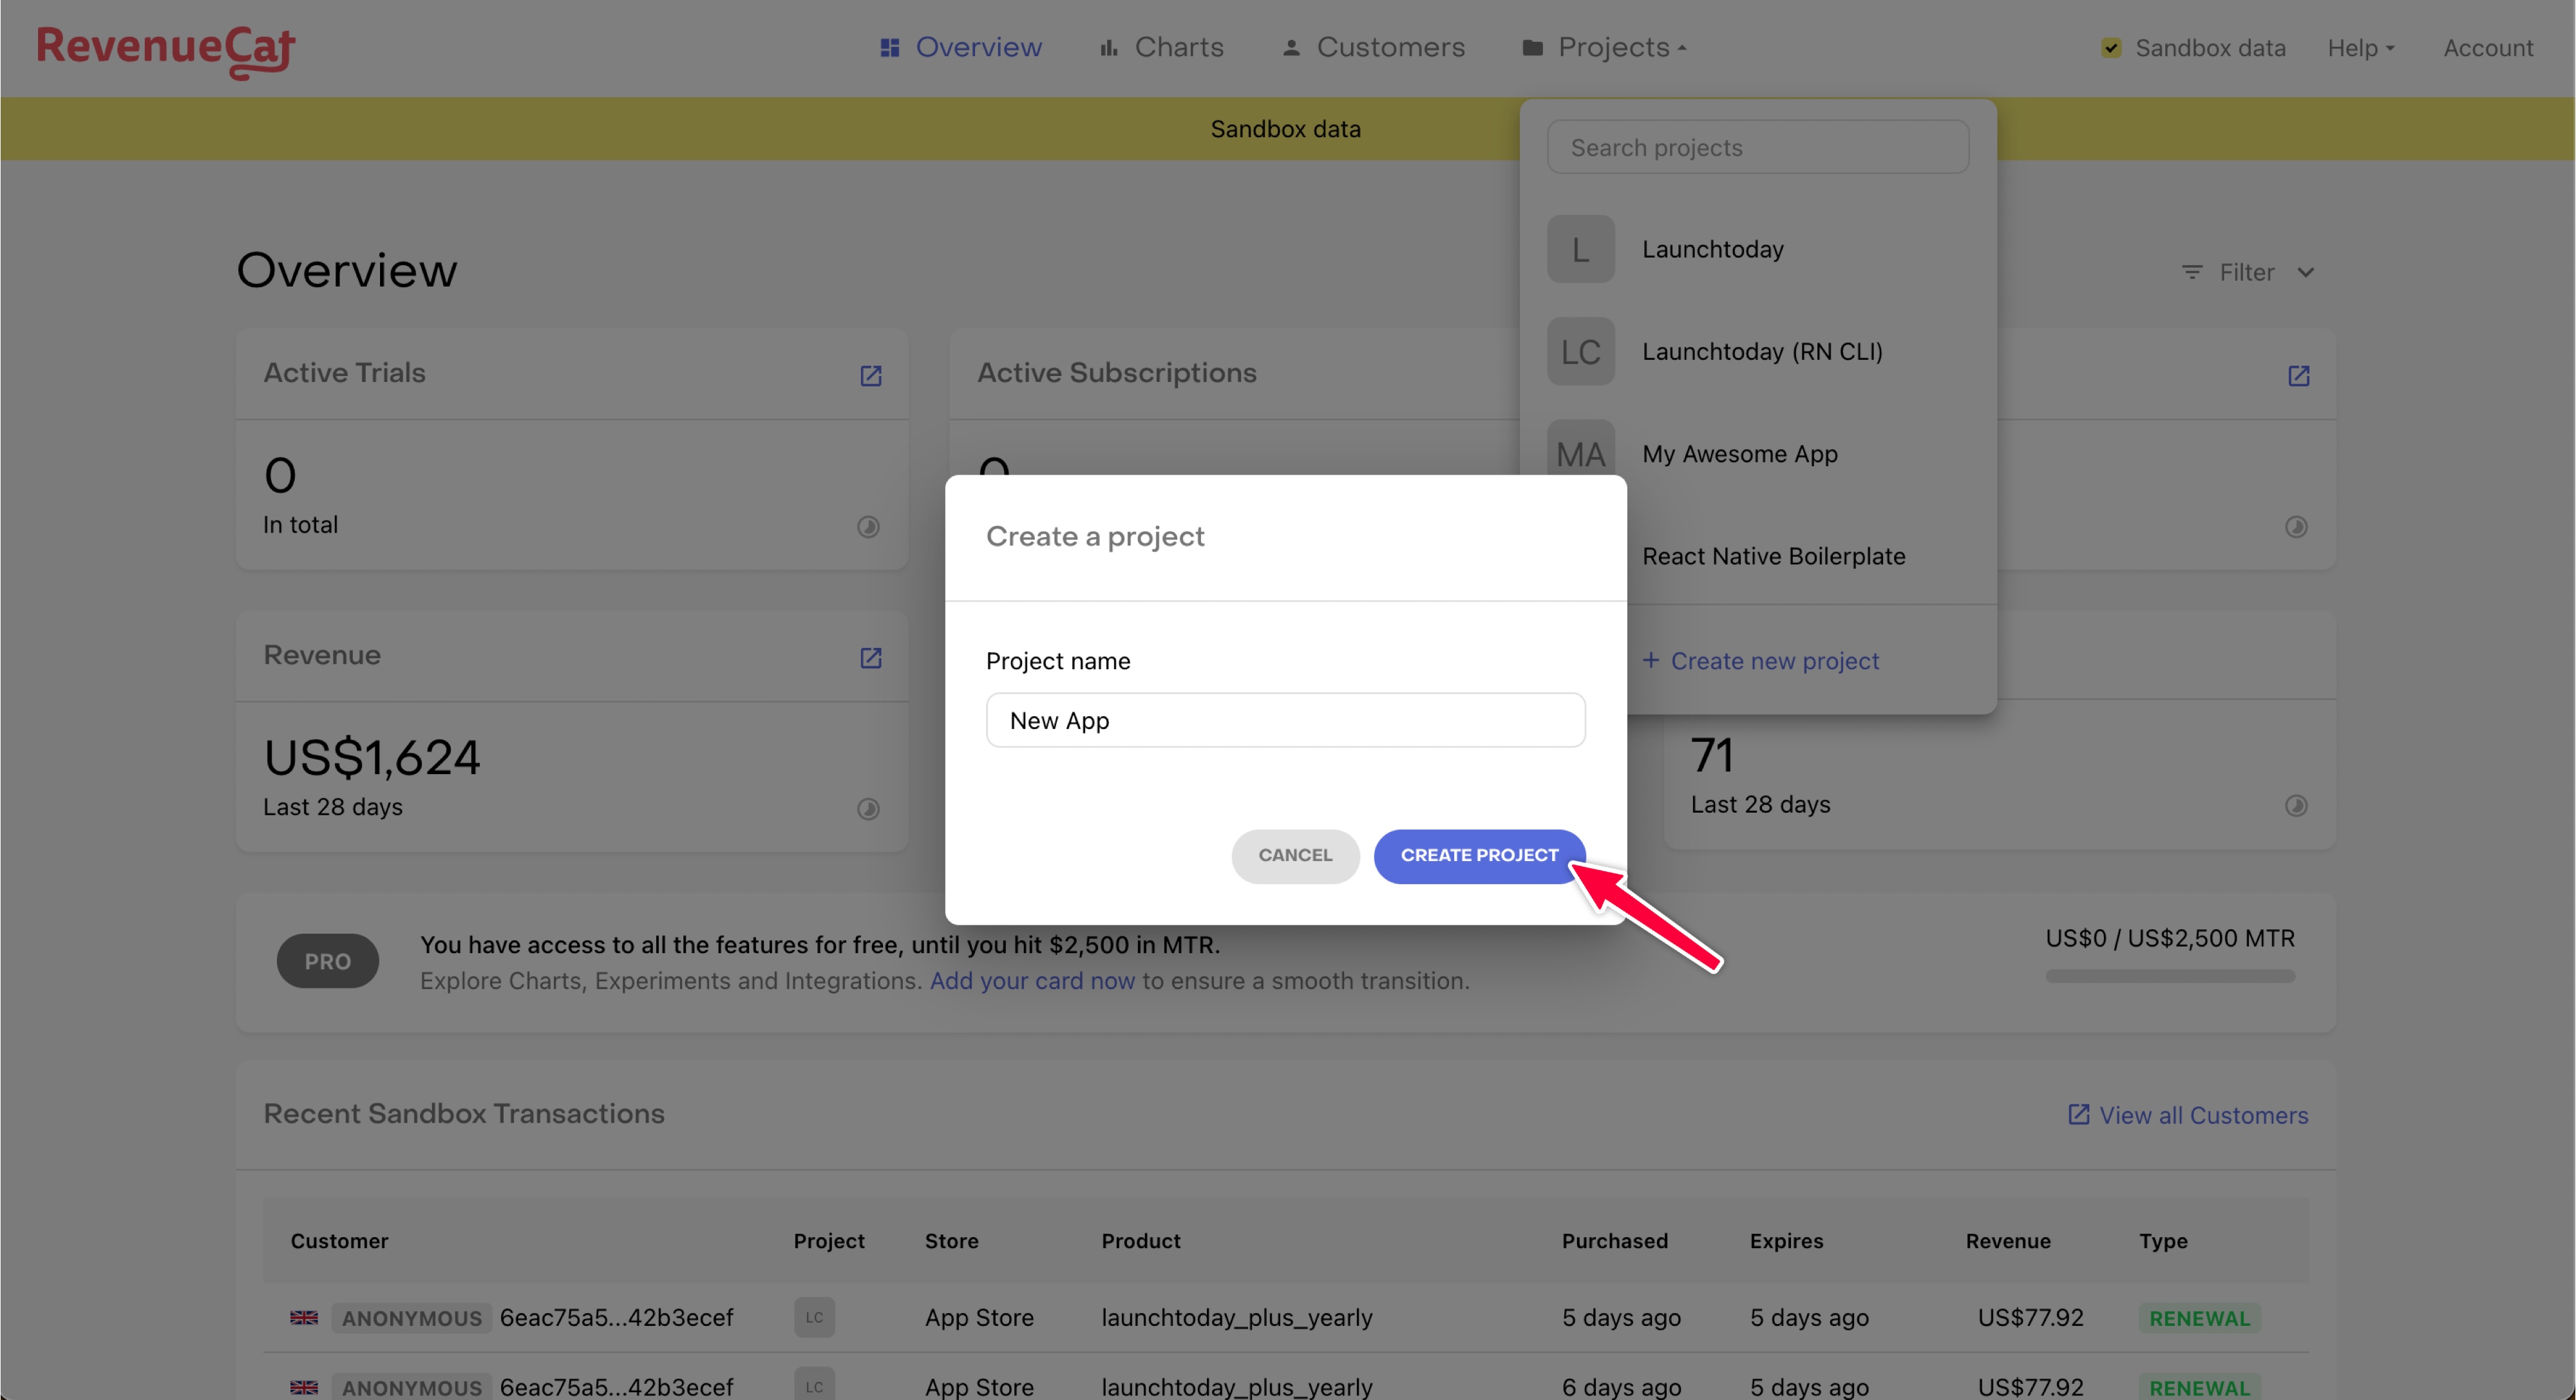 RevenueCat
Overview
Charts
Customers
Projects
Sandbox data
Help
Account
Sandbox data
Search projects
L
Launchtoday
LC
Launchtoday (RN CLI)
MA
My Awesome App
React Native Boilerplate
+ Create new project
Overview
Filter
Active Trials
0
In total
Active Subscriptions
0
Revenue
US$1,624
Last 28 days
71
Last 28 days
Create a project
Project name
New App
CANCEL
CREATE PROJECT
PRO
You have access to all the features for free, until you hit $2,500 in MTR.
Explore Charts, Experiments and Integrations. Add your card now to ensure a smooth transition.
US$0 / US$2,500 MTR
Recent Sandbox Transactions
View all Customers
Customer Project Store Product Purchased Expires Revenue Type
ANONYMOUS 6eac75a5...42b3ecef LC App Store launchtoday_plus_yearly 5 days ago 5 days ago US$77.92 RENEWAL
ANONYMOUS 6eac75a5...42b3ecef LC App Store launchtoday_plus_yearly 6 days ago 5 days ago US$77.92 RENEWAL